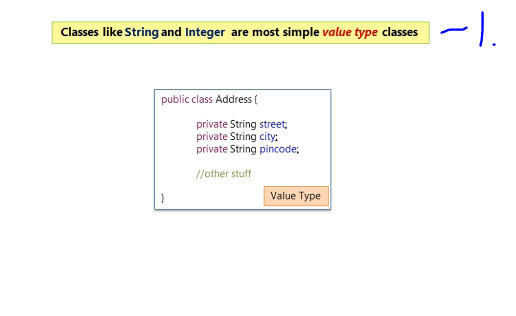 Classes like String and Integer are most simple value type classes
— 1.
public class Address {
private String street;
private String city;
private String pincode;
//other stuff
}
Value Type